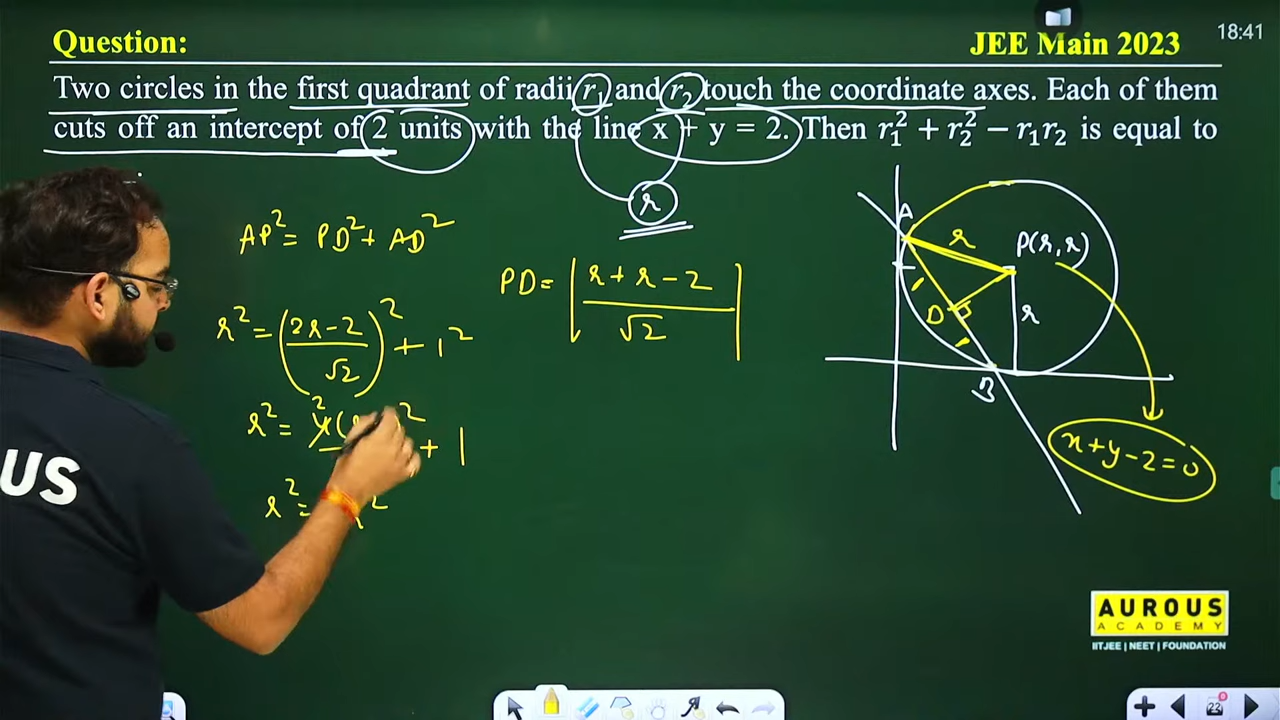 Question:
JEE Main 2023
18:41
Two circles in the first quadrant of radii r₁ and r₂ touch the coordinate axes. Each of them
cuts off an intercept of 2 units with the line x + y = 2. Then r₁² + r₂² − r₁r₂ is equal to
r
AP² = PD² + AD²
PD = | r + r − 2 / √2 |
r² = (2r − 2 / √2)² + 1²
r² =
+ 1
r² =
A
r
P(r, r)
D
r
B
x + y − 2 = 0
OUS
AUROUS
ACADEMY
IITJEE | NEET | FOUNDATION
22